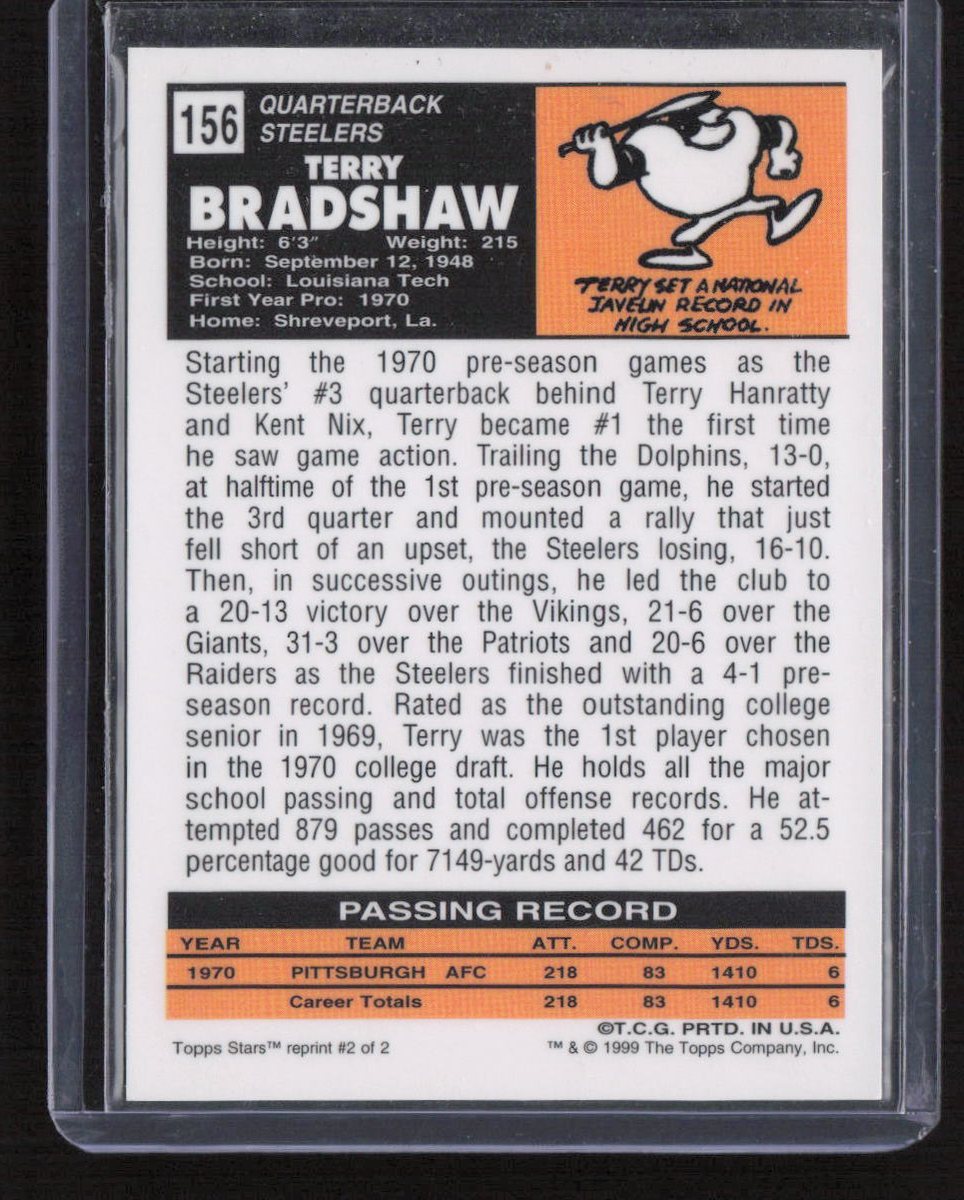 156
QUARTERBACK
STEELERS
TERRY
BRADSHAW
Height: 6'3" Weight: 215
Born: September 12, 1948
School: Louisiana Tech
First Year Pro: 1970
Home: Shreveport, La.
TERRY SET A NATIONAL
JAVELIN RECORD IN
HIGH SCHOOL.
Starting the 1970 pre-season games as the
Steelers' #3 quarterback behind Terry Hanratty
and Kent Nix, Terry became #1 the first time
he saw game action. Trailing the Dolphins, 13-0,
at halftime of the 1st pre-season game, he started
the 3rd quarter and mounted a rally that just
fell short of an upset, the Steelers losing, 16-10.
Then, in successive outings, he led the club to
a 20-13 victory over the Vikings, 21-6 over the
Giants, 31-3 over the Patriots and 20-6 over the
Raiders as the Steelers finished with a 4-1 pre-
season record. Rated as the outstanding college
senior in 1969, Terry was the 1st player chosen
in the 1970 college draft. He holds all the major
school passing and total offense records. He at-
tempted 879 passes and completed 462 for a 52.5
percentage good for 7149-yards and 42 TDs.
PASSING RECORD
YEAR TEAM ATT. COMP. YDS. TDS.
1970 PITTSBURGH AFC 218 83 1410 6
Career Totals 218 83 1410 6
©T.C.G. PRTD. IN U.S.A.
Topps Stars™ reprint #2 of 2 ™ & © 1999 The Topps Company, Inc.